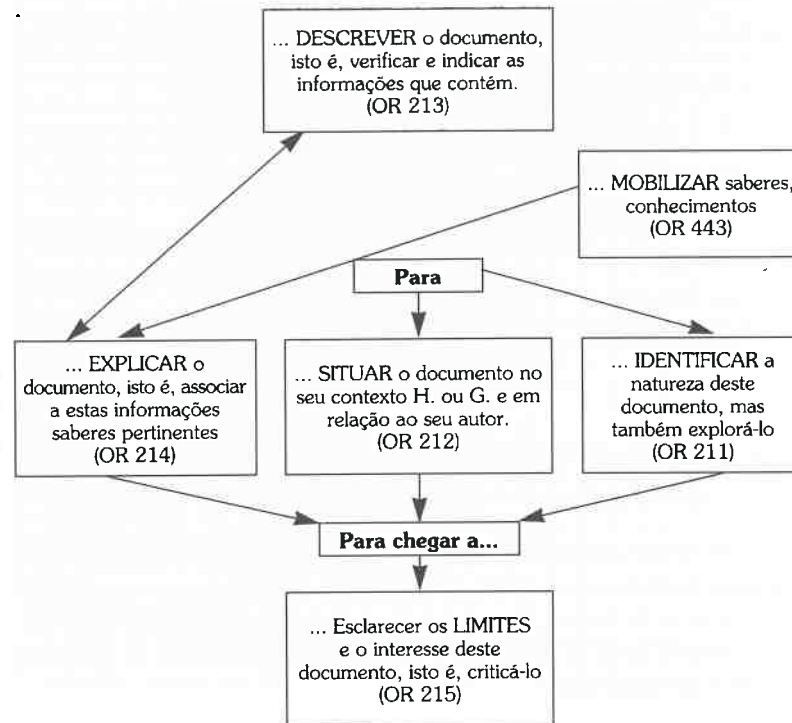 ... DESCREVER o documento,
isto é, verificar e indicar as
informações que contém.
(OR 213)
... MOBILIZAR saberes,
conhecimentos
(OR 443)
Para
... EXPLICAR o
documento, isto é, associar
a estas informações
saberes pertinentes
(OR 214)
... SITUAR o documento no
seu contexto H. ou G. e em
relação ao seu autor.
(OR 212)
... IDENTIFICAR a
natureza deste
documento, mas
também explorá-lo
(OR 211)
Para chegar a...
... Esclarecer os LIMITES
e o interesse deste
documento, isto é, criticá-lo
(OR 215)